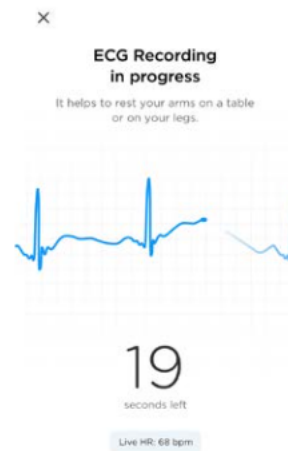 ECG Recording
in progress
It helps to rest your arms on a table
or on your legs.
19
seconds left
Live HR: 68 bpm